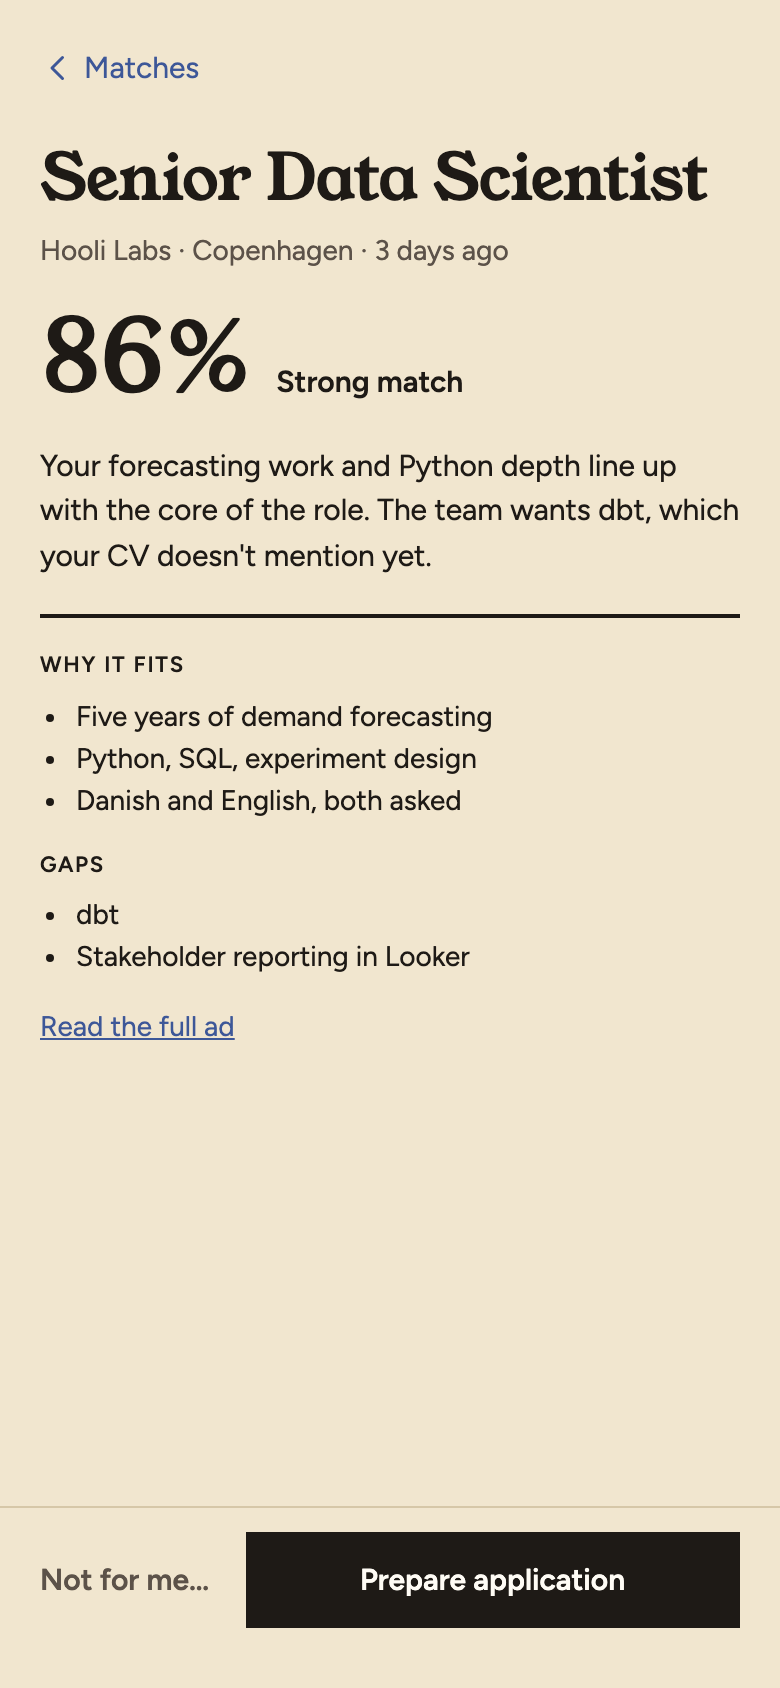 Matches
Senior Data Scientist
Hooli Labs · Copenhagen · 3 days ago
86% Strong match
Your forecasting work and Python depth line up
with the core of the role. The team wants dbt, which
your CV doesn't mention yet.
WHY IT FITS
• Five years of demand forecasting
• Python, SQL, experiment design
• Danish and English, both asked
GAPS
• dbt
• Stakeholder reporting in Looker
Read the full ad
Not for me... Prepare application